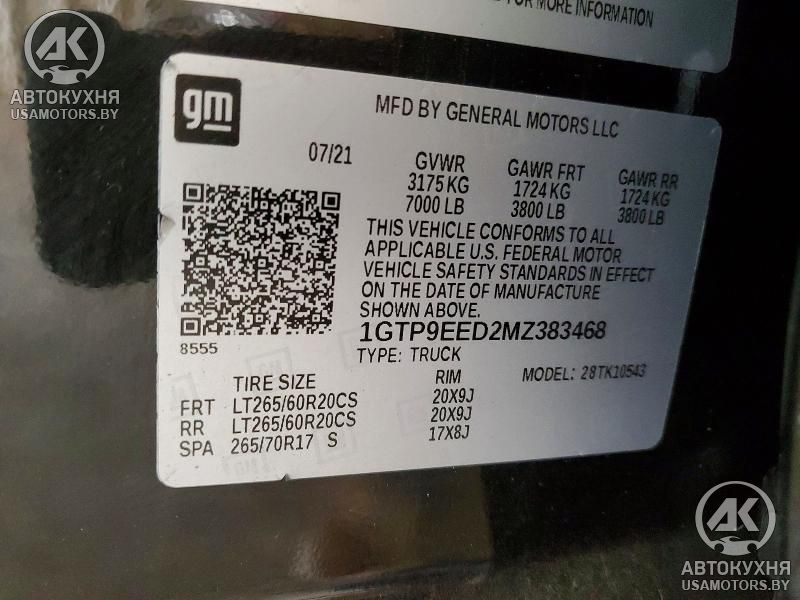 FOR MORE INFORMATION
AK
АВТОКУХНЯ
USAMOTORS.BY
gm
MFD BY GENERAL MOTORS LLC
07/21
GVWR GAWR FRT GAWR RR
3175 KG 1724 KG 1724 KG
7000 LB 3800 LB 3800 LB
THIS VEHICLE CONFORMS TO ALL
APPLICABLE U.S. FEDERAL MOTOR
VEHICLE SAFETY STANDARDS IN EFFECT
ON THE DATE OF MANUFACTURE
SHOWN ABOVE.
8555
1GTP9EED2MZ383468
TYPE: TRUCK MODEL: 28TK10543
TIRE SIZE RIM
FRT LT265/60R20CS 20X9J
RR LT265/60R20CS 20X9J
SPA 265/70R17 S 17X8J
AK
АВТОКУХНЯ
USAMOTORS.BY